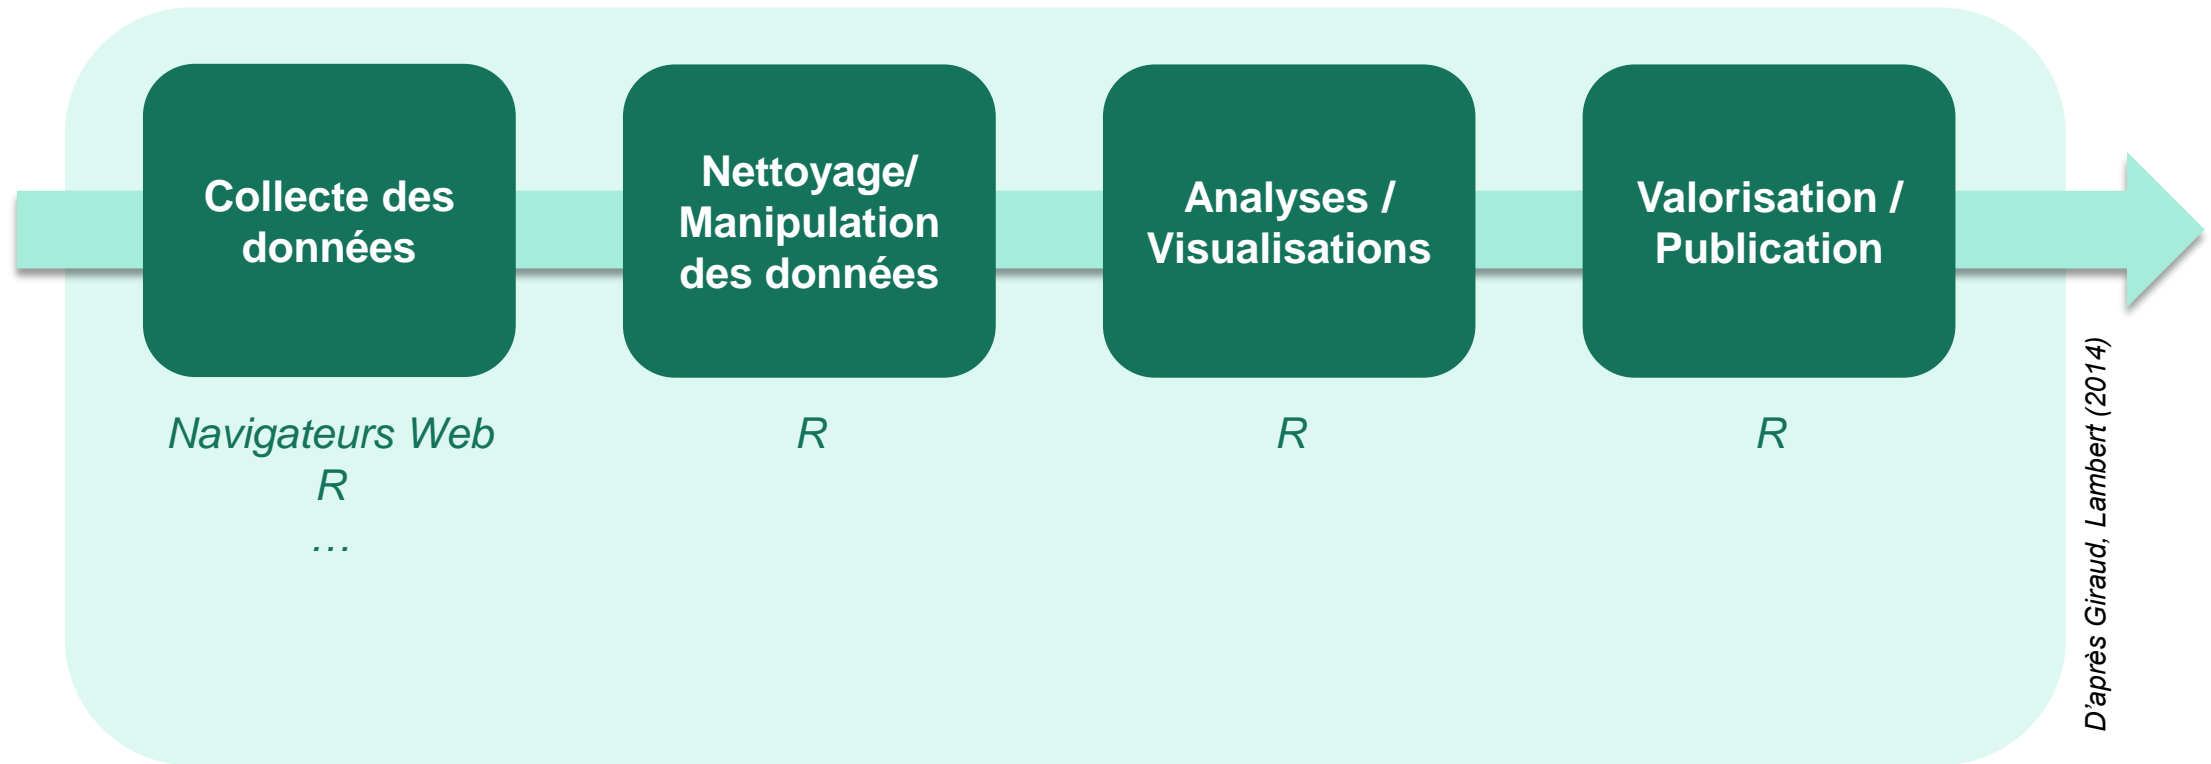 Collecte des
données
Nettoyage/
Manipulation
des données
Analyses /
Visualisations
Valorisation /
Publication
Navigateurs Web
R
…
R
R
R
D'après Giraud, Lambert (2014)